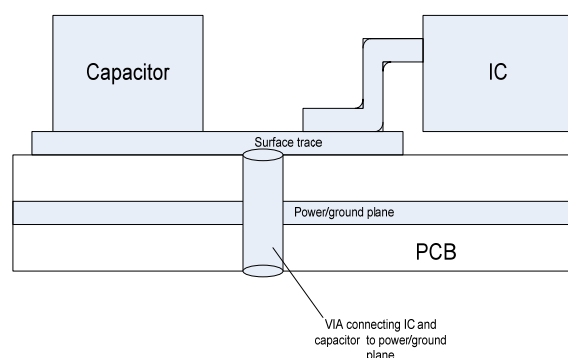 Capacitor
IC
Surface trace
Power/ground plane
PCB
VIA connecting IC and
capacitor to power/ground
plane